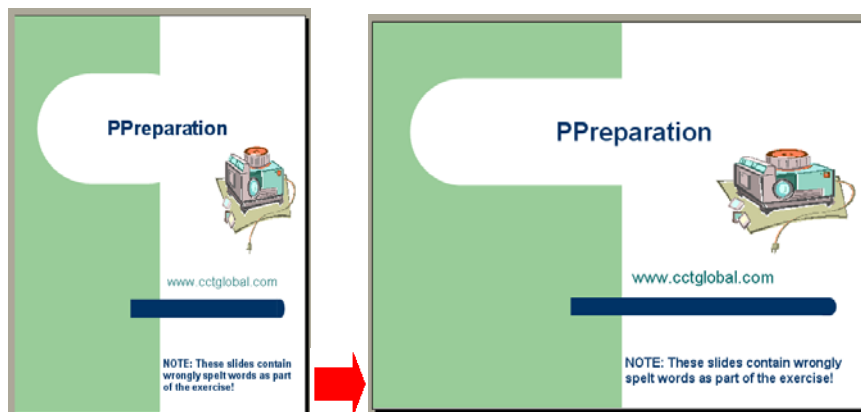 PPreparation
www.cctglobal.com
NOTE: These slides contain
wrongly spelt words as part
of the exercise!
PPreparation
www.cctglobal.com
NOTE: These slides contain wrongly
spelt words as part of the exercise!